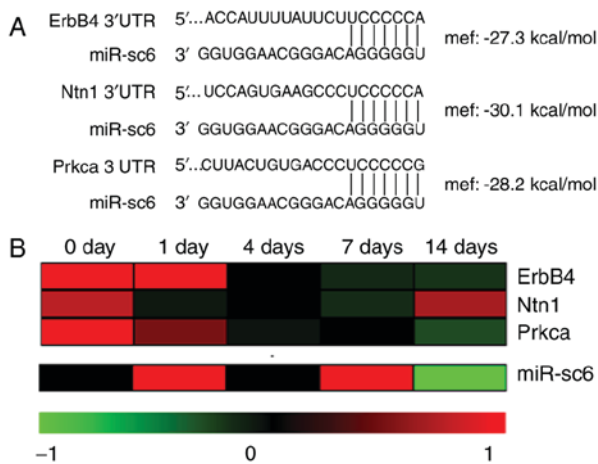 A
ErbB4 3′UTR 5′...ACCAUUUUAUUCUUCCCCCA
miR-sc6 3′ GGUGGAACGGGACAGGGGGU
mef: -27.3 kcal/mol
Ntn1 3′UTR 5′...UCCAGUGAAGCCCUCCCCCA
miR-sc6 3′ GGUGGAACGGGACAGGGGGU
mef: -30.1 kcal/mol
Prkca 3 UTR 5′...CUUACUGUGACCCUCCCCCG
miR-sc6 3′ GGUGGAACGGGACAGGGGGU
mef: -28.2 kcal/mol
B
0 day 1 day 4 days 7 days 14 days
ErbB4
Ntn1
Prkca
miR-sc6
−1 0 1